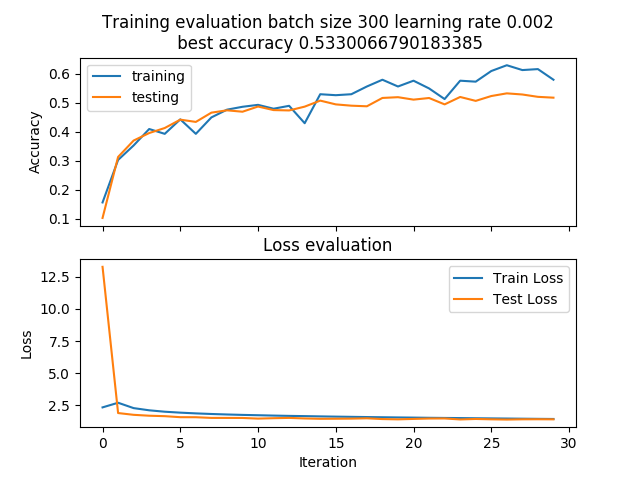 Training evaluation batch size 300 learning rate 0.002
best accuracy 0.5330066790183385
0.6
0.5
0.4
0.3
0.2
0.1
Accuracy
training
testing
Loss evaluation
12.5
10.0
7.5
5.0
2.5
Loss
Train Loss
Test Loss
0 5 10 15 20 25 30
Iteration